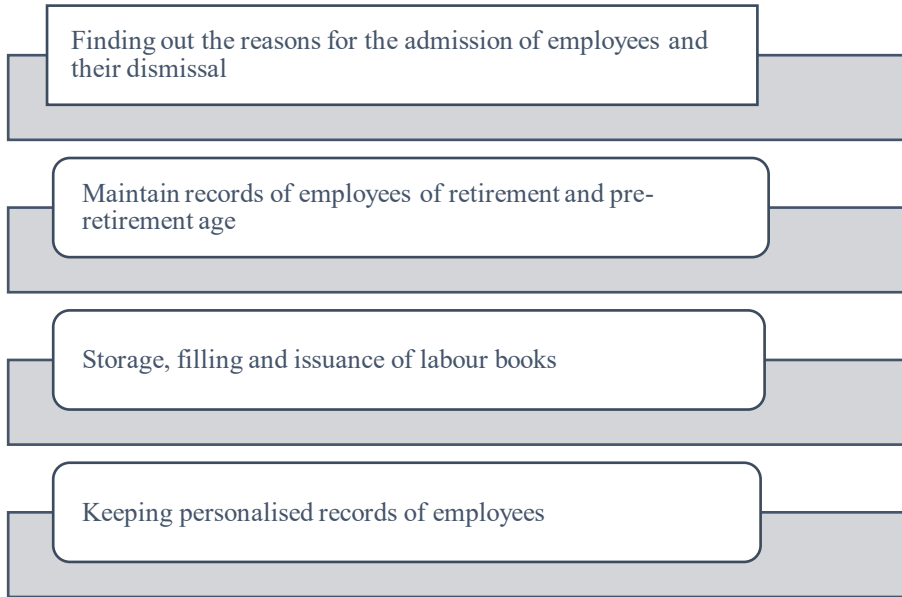 Finding out the reasons for the admission of employees and
their dismissal
Maintain records of employees of retirement and pre-
retirement age
Storage, filling and issuance of labour books
Keeping personalised records of employees